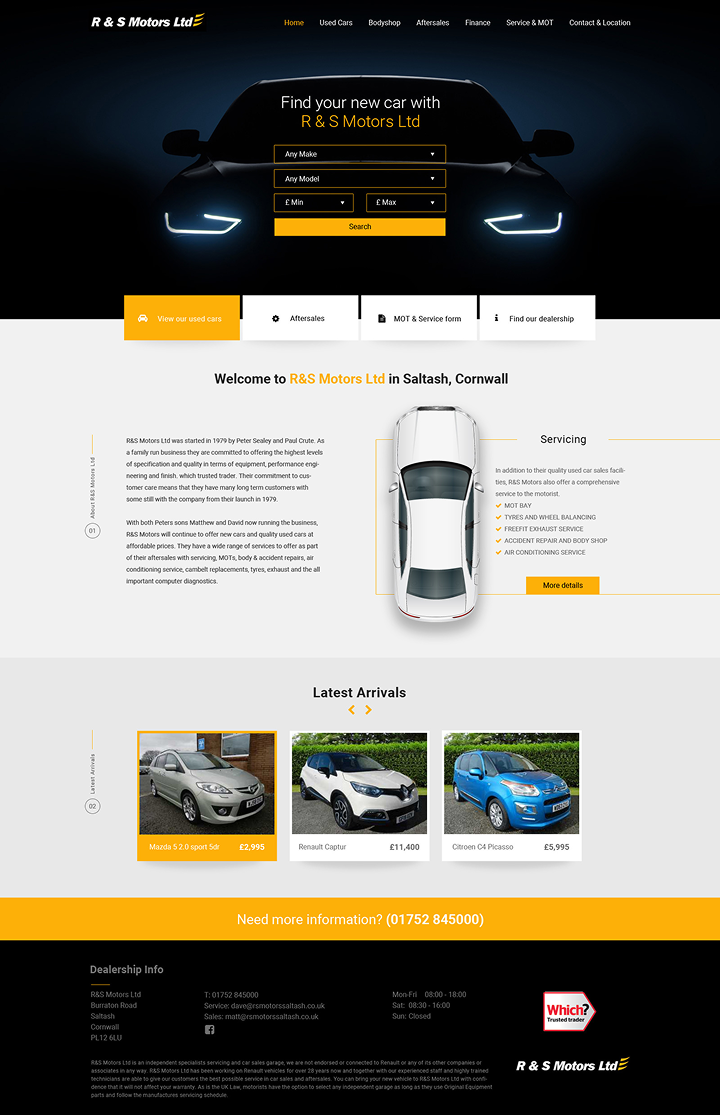 R & S Motors Ltd
Home Used Cars Bodyshop Aftersales Finance Service & MOT Contact & Location
Find your new car with
R & S Motors Ltd
Any Make
Any Model
£ Min £ Max
Search
View our used cars Aftersales MOT & Service form Find our dealership
Welcome to R&S Motors Ltd in Saltash, Cornwall
About R&S Motors Ltd
01
R&S Motors Ltd was started in 1979 by Peter Sealey and Paul Crute. As
a family run business they are committed to offering the highest levels
of specification and quality in terms of equipment, performance engi-
neering and finish. which trusted trader. Their commitment to cus-
tomer care means that they have many long term customers with
some still with the company from their launch in 1979.
With both Peters sons Matthew and David now running the business,
R&S Motors will continue to offer new cars and quality used cars at
affordable prices. They have a wide range of services to offer as part
of their aftersales with servicing, MOTs, body & accident repairs, air
conditioning service, cambelt replacements, tyres, exhaust and the all
important computer diagnostics.
Servicing
In addition to their quality used car sales facili-
ties, R&S Motors also offer a comprehensive
service to the motorist.
MOT BAY
TYRES AND WHEEL BALANCING
FREEFIT EXHAUST SERVICE
ACCIDENT REPAIR AND BODY SHOP
AIR CONDITIONING SERVICE
More details
Latest Arrivals
Latest Arrivals
02
Mazda 5 2.0 sport 5dr £2,995
Renault Captur £11,400
Citroen C4 Picasso £5,995
Need more information? (01752 845000)
Dealership Info
R&S Motors Ltd
Burraton Road
Saltash
Cornwall
PL12 6LU
T: 01752 845000
Service: dave@rsmotorssaltash.co.uk
Sales: matt@rsmotorssaltash.co.uk
Mon-Fri 08:00 - 18:00
Sat: 08:30 - 16:00
Sun: Closed
Which?
Trusted trader
R&S Motors Ltd is an independent specialists servicing and car sales garage, we are not endorsed or connected to Renault or any of its other companies or
associates in any way. R&S Motors Ltd has been working on Renault vehicles for over 28 years now and together with our experienced staff and highly trained
technicians are able to give our customers the best possible service in car sales and aftersales. You can bring your new vehicle to R&S Motors Ltd with confi-
dence that it will not affect your warranty. As is the UK Law, motorists have the option to select any independent garage as long as they use Original Equipment
parts and follow the manufactures servicing schedule.
R & S Motors Ltd